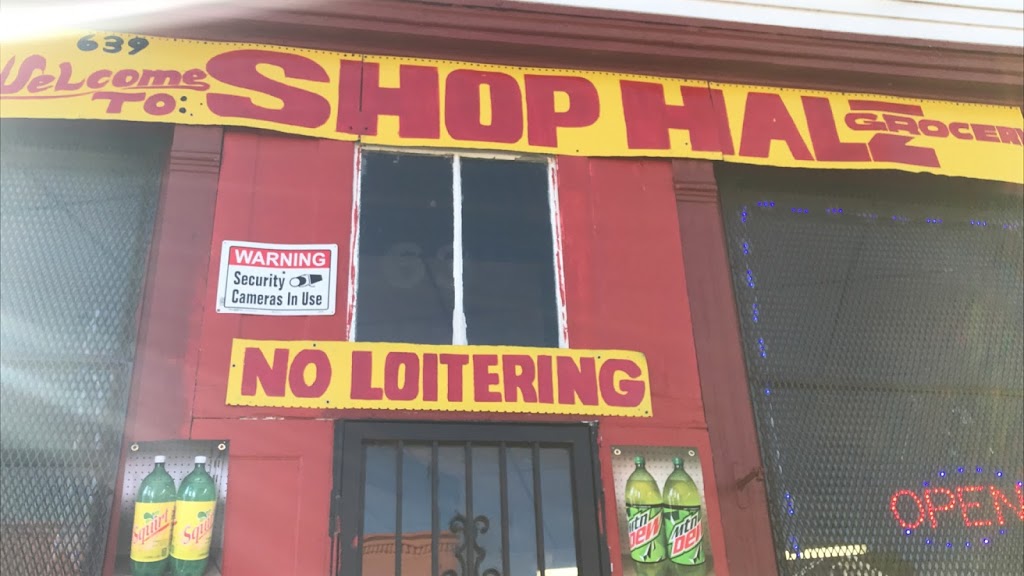 639
Welcome
TO: SHOP HALL
GROCERY
WARNING
Security
Cameras In Use
NO LOITERING
Squirt Squirt
mtn mtn
DEW DEW
OPEN